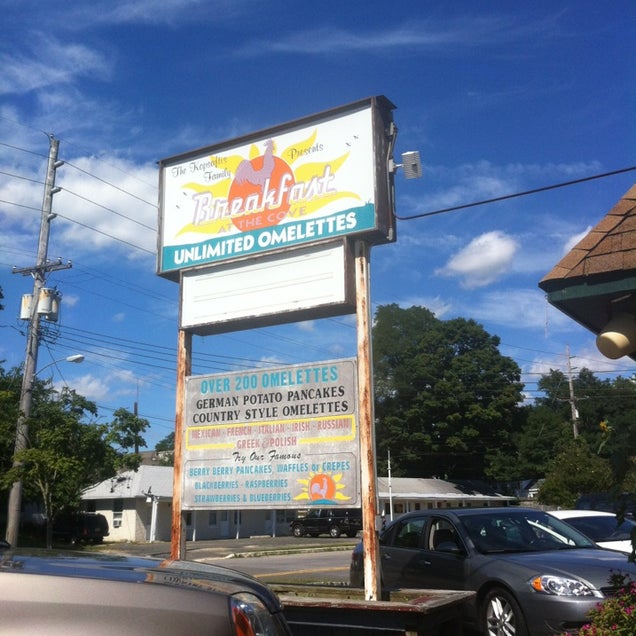 The Kapsoftis Presents
Family
Breakfast
AT THE COVE
UNLIMITED OMELETTES
OVER 200 OMELETTES
GERMAN POTATO PANCAKES
COUNTRY STYLE OMELETTES
MEXICAN - FRENCH - ITALIAN - IRISH - RUSSIAN
GREEK & POLISH
Try Our Famous
BERRY BERRY PANCAKES, WAFFLES or CREPES
BLACKBERRIES - RASPBERRIES
STRAWBERRIES & BLUEBERRIES